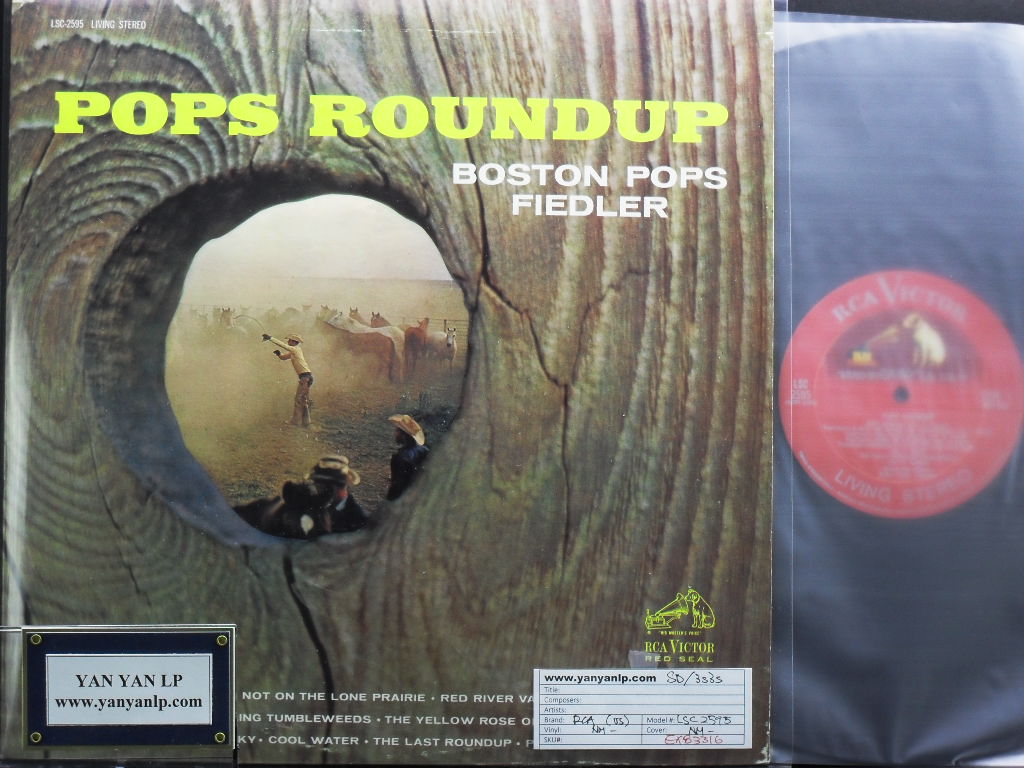 LSC-2595 LIVING STEREO
POPS ROUNDUP
BOSTON POPS
FIEDLER
"HIS MASTER'S VOICE"
RCA VICTOR
RED SEAL
NOT ON THE LONE PRAIRIE • RED RIVER VA
ING TUMBLEWEEDS • THE YELLOW ROSE O
KY • COOL WATER • THE LAST ROUNDUP •
YAN YAN LP
www.yanyanlp.com
www.yanyanlp.com SD/3335
Title:
Composers:
Artists:
Brand: RCA (US) Model #: LSC 2595
Vinyl: NM- Cover: NM-
SKU#: EX83316
RCA VICTOR
LSC
2595
LIVING STEREO